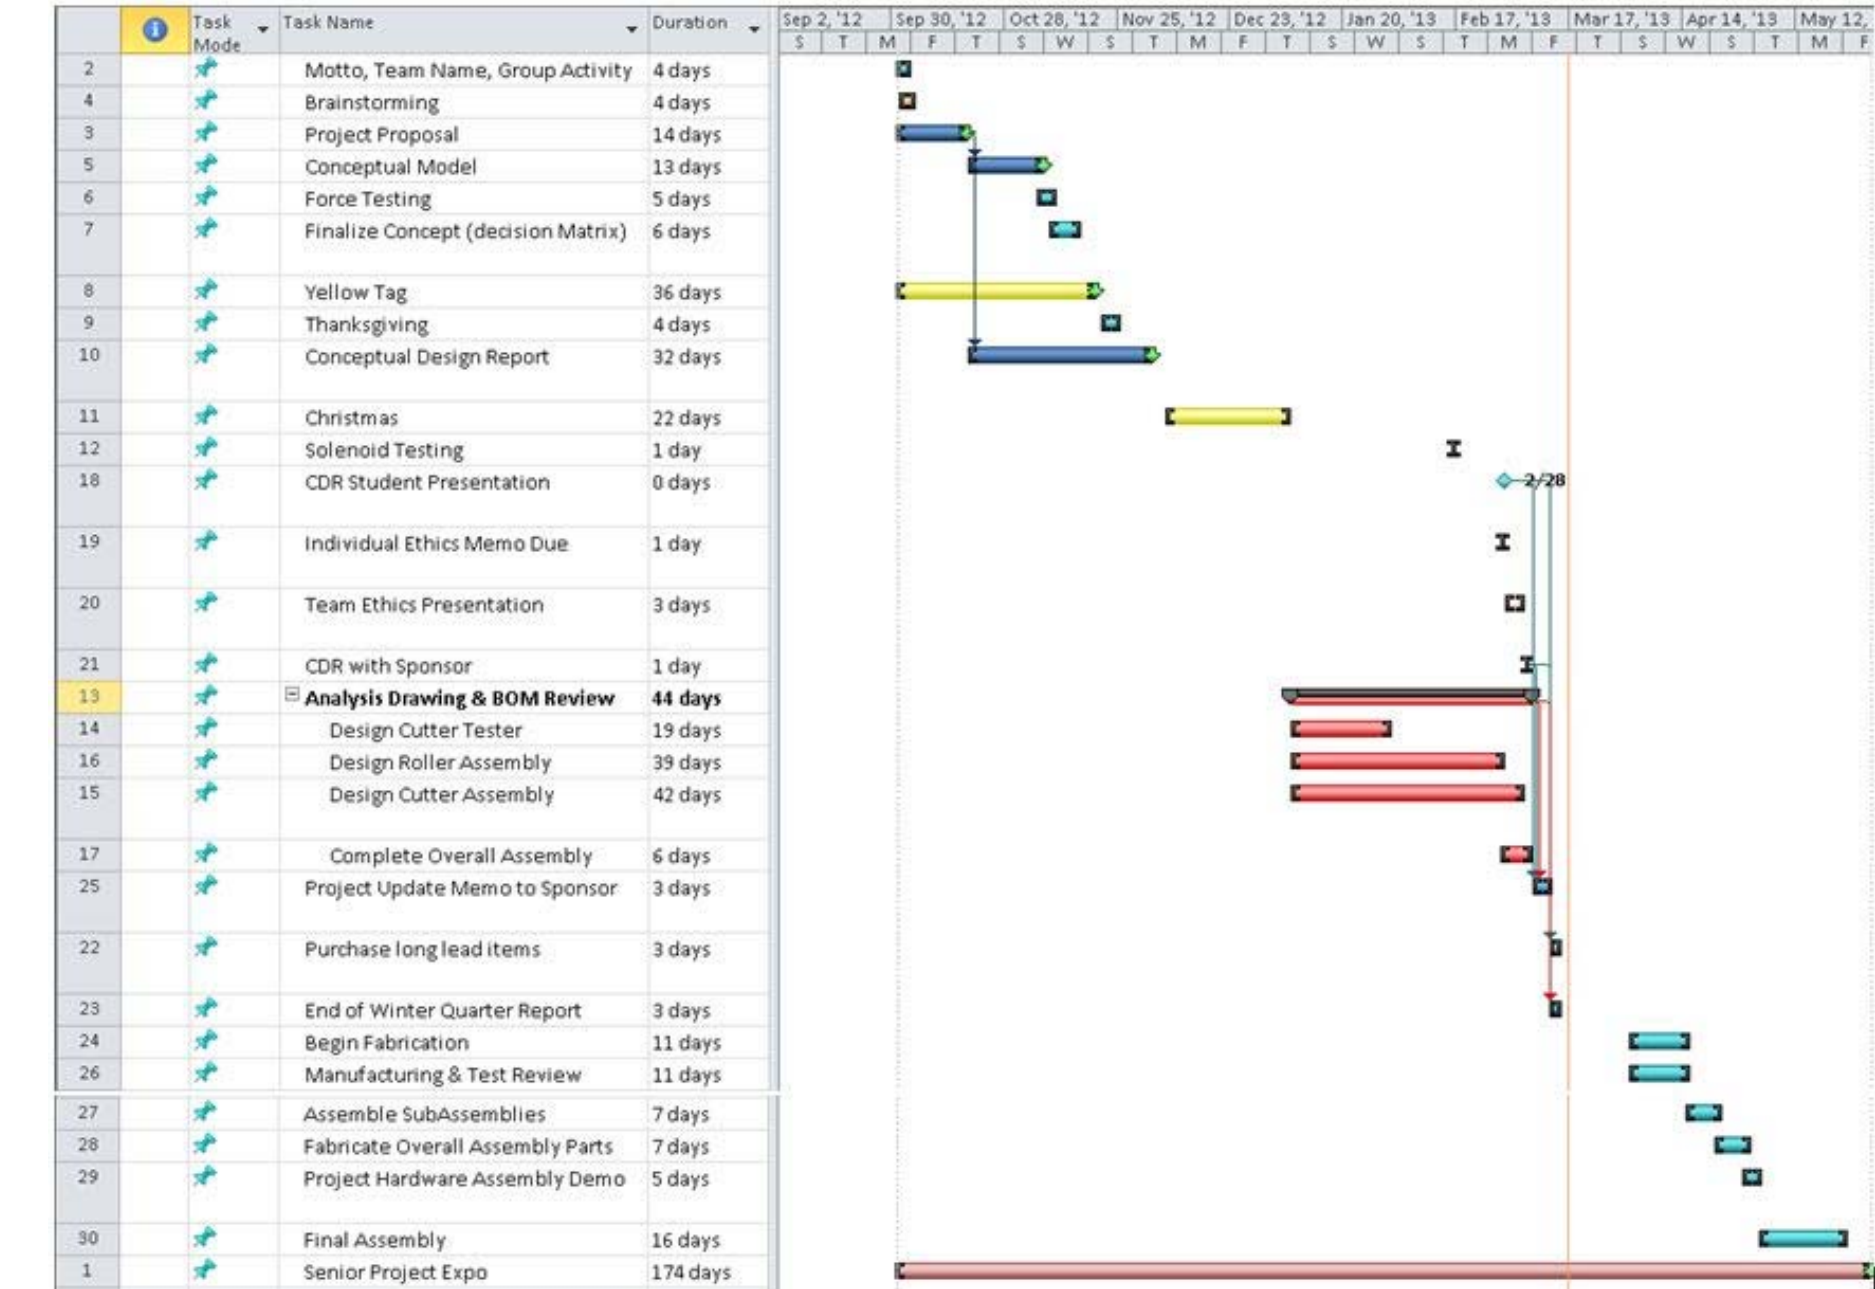 Task Mode Task Name Duration Sep 2, '12 Sep 30, '12 Oct 28, '12 Nov 25, '12 Dec 23, '12 Jan 20, '13 Feb 17, '13 Mar 17, '13 Apr 14, '13 May 12,
S T M F T S W S T M F T S W S T M F T S W S T M F
2 Motto, Team Name, Group Activity 4 days
4 Brainstorming 4 days
3 Project Proposal 14 days
5 Conceptual Model 13 days
6 Force Testing 5 days
7 Finalize Concept (decision Matrix) 6 days
8 Yellow Tag 36 days
9 Thanksgiving 4 days
10 Conceptual Design Report 32 days
11 Christmas 22 days
12 Solenoid Testing 1 day
18 CDR Student Presentation 0 days 2/28
19 Individual Ethics Memo Due 1 day
20 Team Ethics Presentation 3 days
21 CDR with Sponsor 1 day
13 Analysis Drawing & BOM Review 44 days
14 Design Cutter Tester 19 days
16 Design Roller Assembly 39 days
15 Design Cutter Assembly 42 days
17 Complete Overall Assembly 6 days
25 Project Update Memo to Sponsor 3 days
22 Purchase long lead items 3 days
23 End of Winter Quarter Report 3 days
24 Begin Fabrication 11 days
26 Manufacturing & Test Review 11 days
27 Assemble SubAssemblies 7 days
28 Fabricate Overall Assembly Parts 7 days
29 Project Hardware Assembly Demo 5 days
30 Final Assembly 16 days
1 Senior Project Expo 174 days